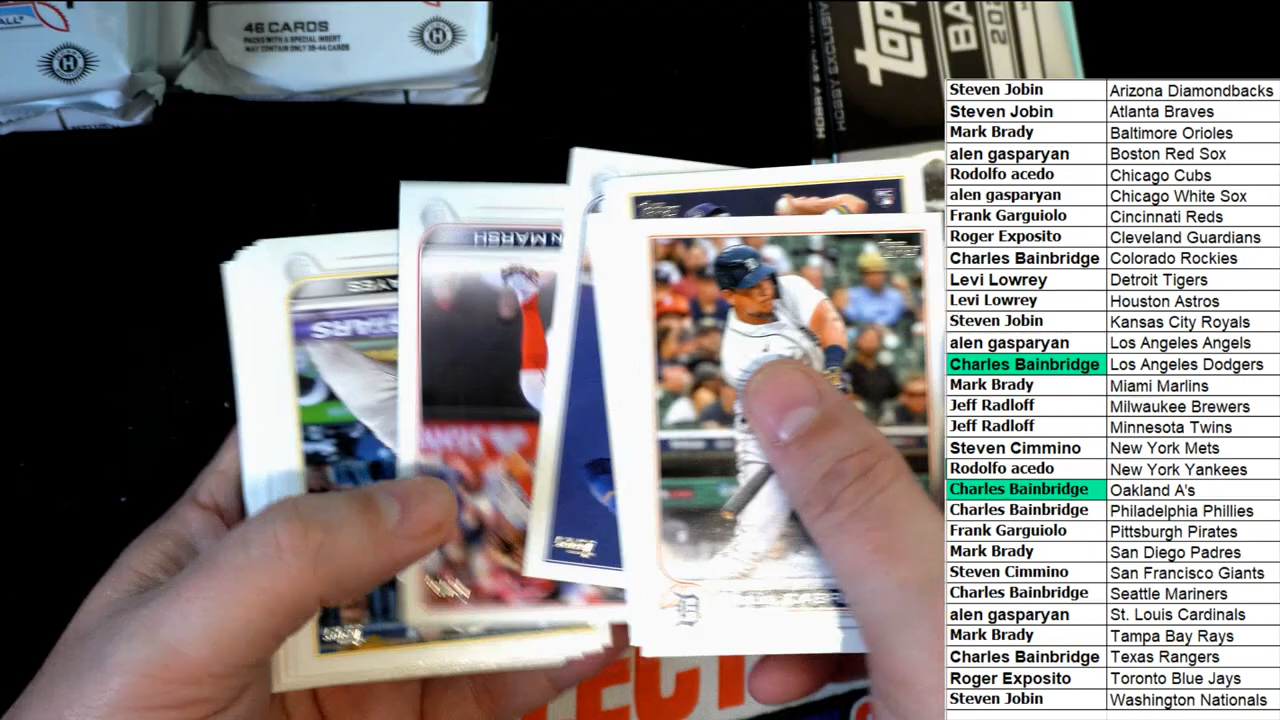 46 CARDS
PACKS WITH A SPECIAL INSERT
MAY CONTAIN ONLY 38-44 CARDS
H
H
TOPPS
BA
HOBBY EXCLUSIV
Topps
Topps
N MARSH
ECT
Steven Jobin Arizona Diamondbacks
Steven Jobin Atlanta Braves
Mark Brady Baltimore Orioles
alen gasparyan Boston Red Sox
Rodolfo acedo Chicago Cubs
alen gasparyan Chicago White Sox
Frank Garguiolo Cincinnati Reds
Roger Exposito Cleveland Guardians
Charles Bainbridge Colorado Rockies
Levi Lowrey Detroit Tigers
Levi Lowrey Houston Astros
Steven Jobin Kansas City Royals
alen gasparyan Los Angeles Angels
Charles Bainbridge Los Angeles Dodgers
Mark Brady Miami Marlins
Jeff Radloff Milwaukee Brewers
Jeff Radloff Minnesota Twins
Steven Cimmino New York Mets
Rodolfo acedo New York Yankees
Charles Bainbridge Oakland A's
Charles Bainbridge Philadelphia Phillies
Frank Garguiolo Pittsburgh Pirates
Mark Brady San Diego Padres
Steven Cimmino San Francisco Giants
Charles Bainbridge Seattle Mariners
alen gasparyan St. Louis Cardinals
Mark Brady Tampa Bay Rays
Charles Bainbridge Texas Rangers
Roger Exposito Toronto Blue Jays
Steven Jobin Washington Nationals